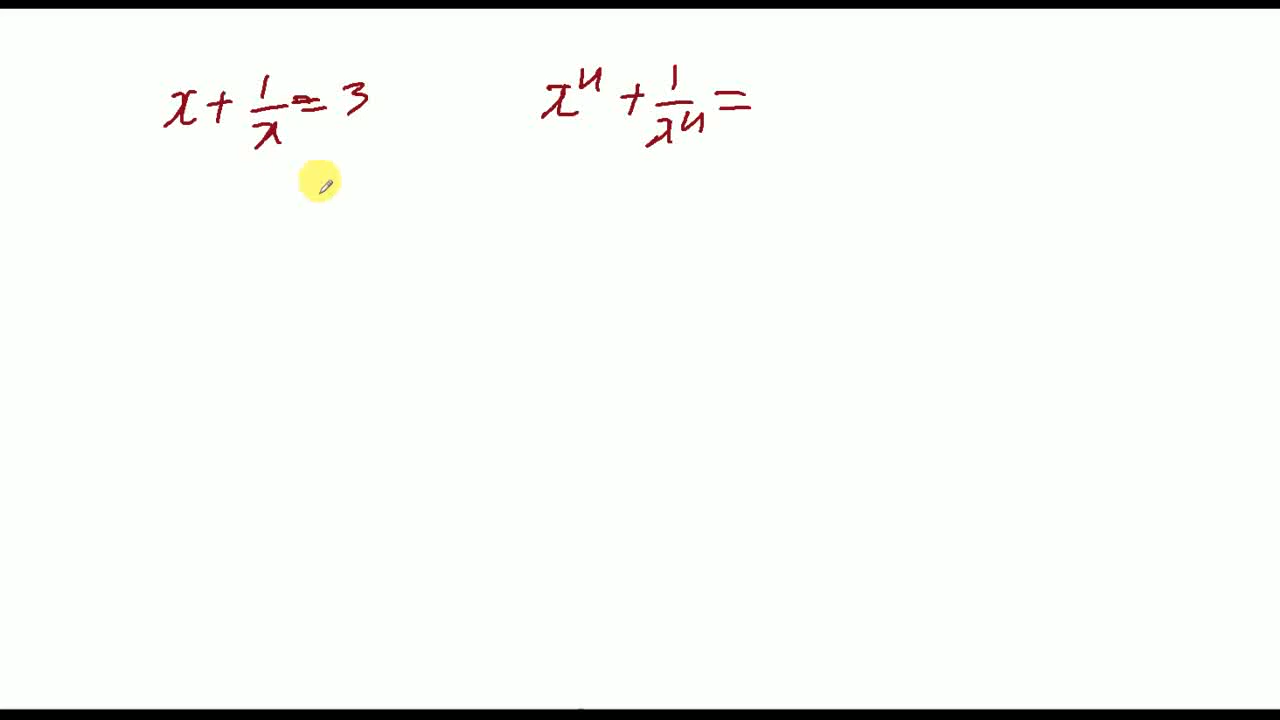 x + 1/x = 3    x⁴ + 1/x⁴ =